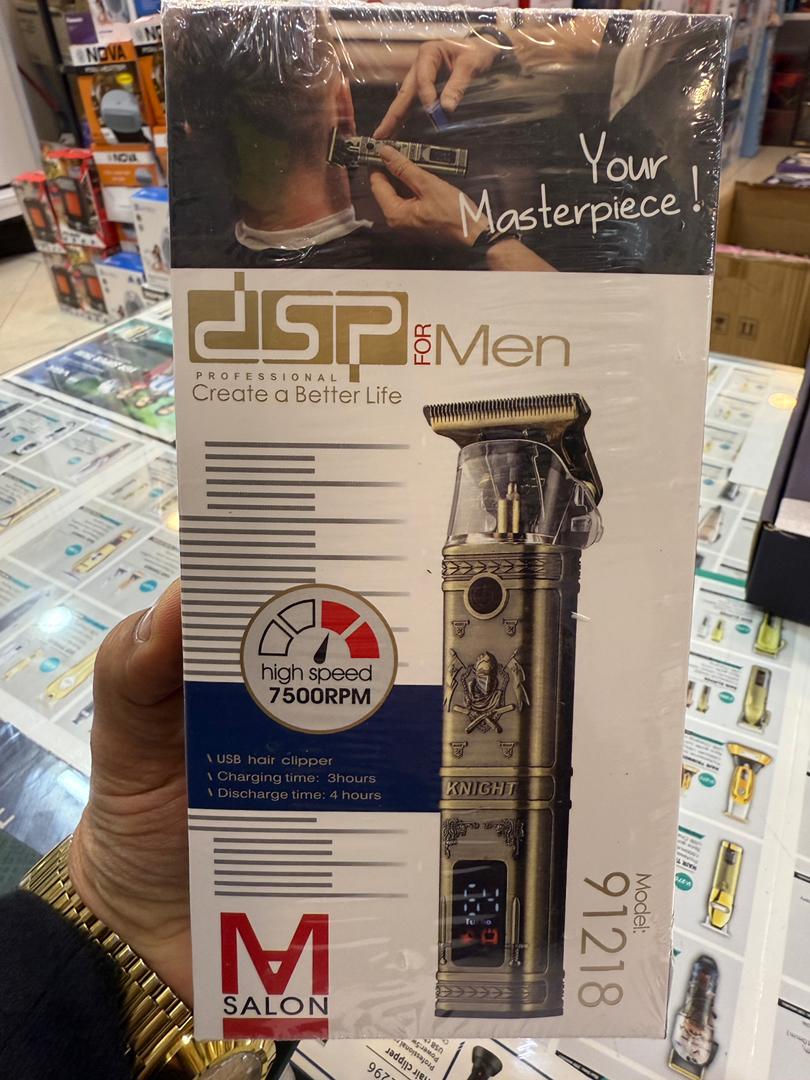 Your
Masterpiece!
dsp
FOR Men
PROFESSIONAL
Create a Better Life
high speed
7500RPM
\ USB hair clipper
\ Charging time: 3hours
\ Discharge time: 4 hours
KNIGHT
Turbo
SALON
Model:
91218
NOVA
NOVA